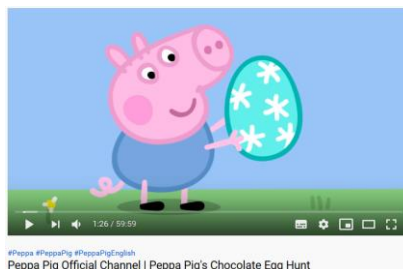 1:26 / 59:59
#Peppa #PeppaPig #PeppaPigEnglish
Peppa Pig Official Channel | Peppa Pig's Chocolate Egg Hunt